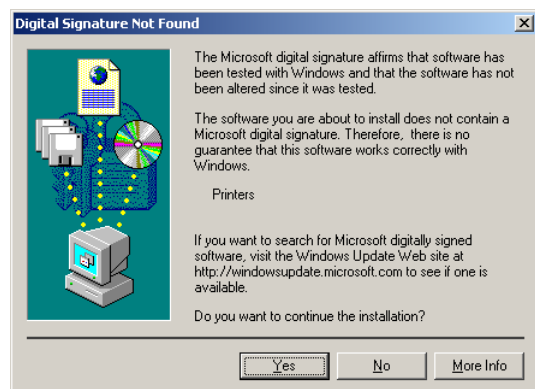 Digital Signature Not Found
The Microsoft digital signature affirms that software has
been tested with Windows and that the software has not
been altered since it was tested.
The software you are about to install does not contain a
Microsoft digital signature. Therefore,  there is no
guarantee that this software works correctly with
Windows.
Printers
If you want to search for Microsoft digitally signed
software, visit the Windows Update Web site at
http://windowsupdate.microsoft.com to see if one is
available.
Do you want to continue the installation?
Yes No More Info